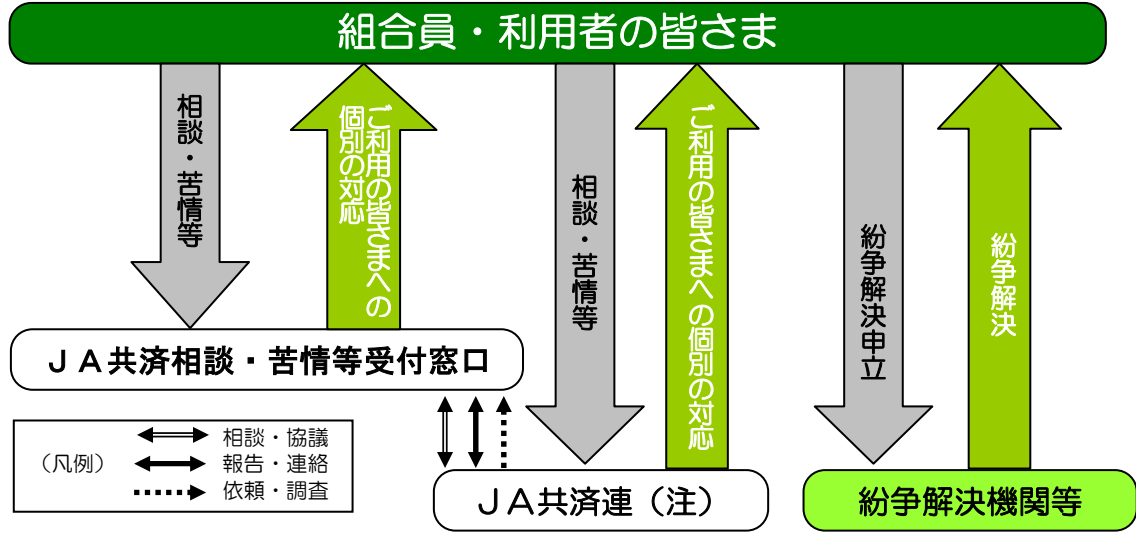 組合員・利用者の皆さま
相談・苦情等
ご利用の皆さまへの
個別の対応
相談・苦情等
ご利用の皆さまへの個別の対応
紛争解決申立
紛争解決
JA共済相談・苦情等受付窓口
(凡例)
相談・協議
報告・連絡
依頼・調査
JA共済連(注)
紛争解決機関等